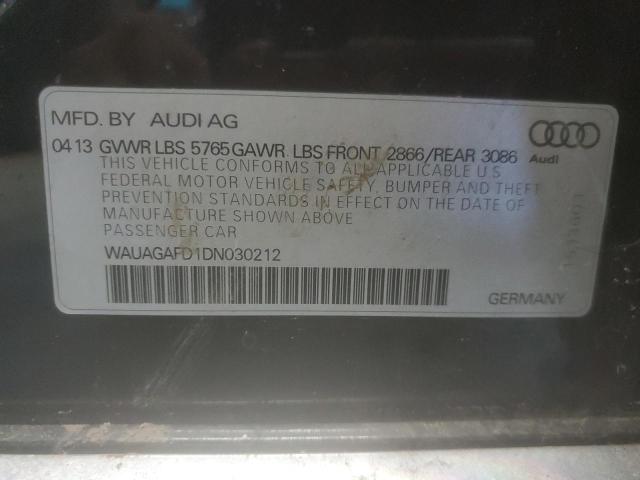 MFD. BY AUDI AG
04 13 GVWR LBS 5765 GAWR LBS FRONT 2866/REAR 3086
THIS VEHICLE CONFORMS TO ALL APPLICABLE U S
FEDERAL MOTOR VEHICLE SAFETY, BUMPER AND THEFT
PREVENTION STANDARDS IN EFFECT ON THE DATE OF
MANUFACTURE SHOWN ABOVE
PASSENGER CAR
WAUAGAFD1DN030212
Audi
GERMANY